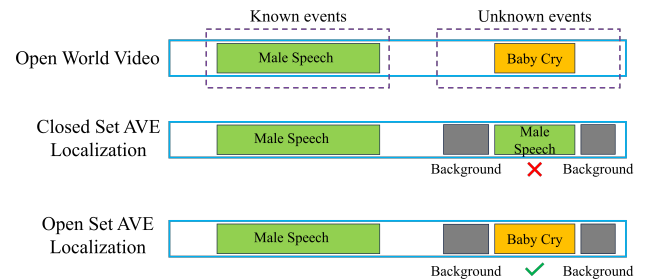 Known events
Unknown events
Open World Video
Male Speech
Baby Cry
Closed Set AVE
Localization
Male Speech
Male
Speech
Background
Background
Open Set AVE
Localization
Male Speech
Baby Cry
Background
Background